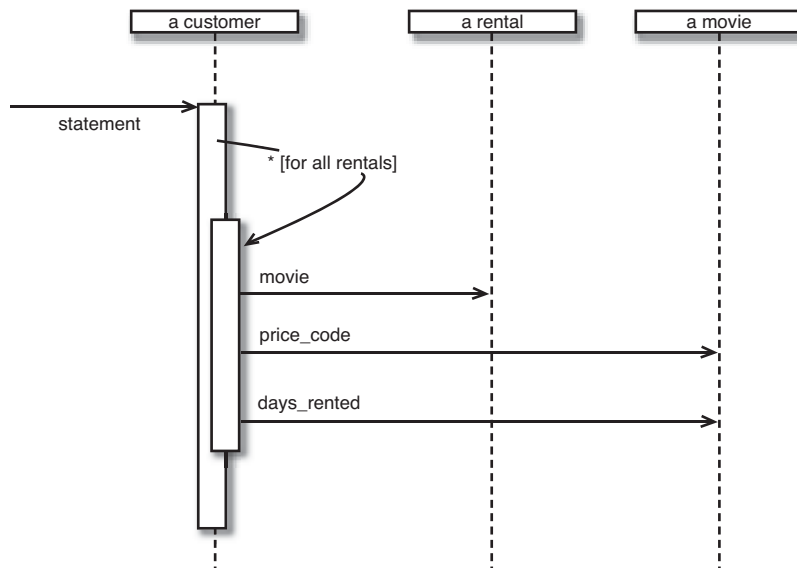 a customer
a rental
a movie
statement
* [for all rentals]
movie
price_code
days_rented